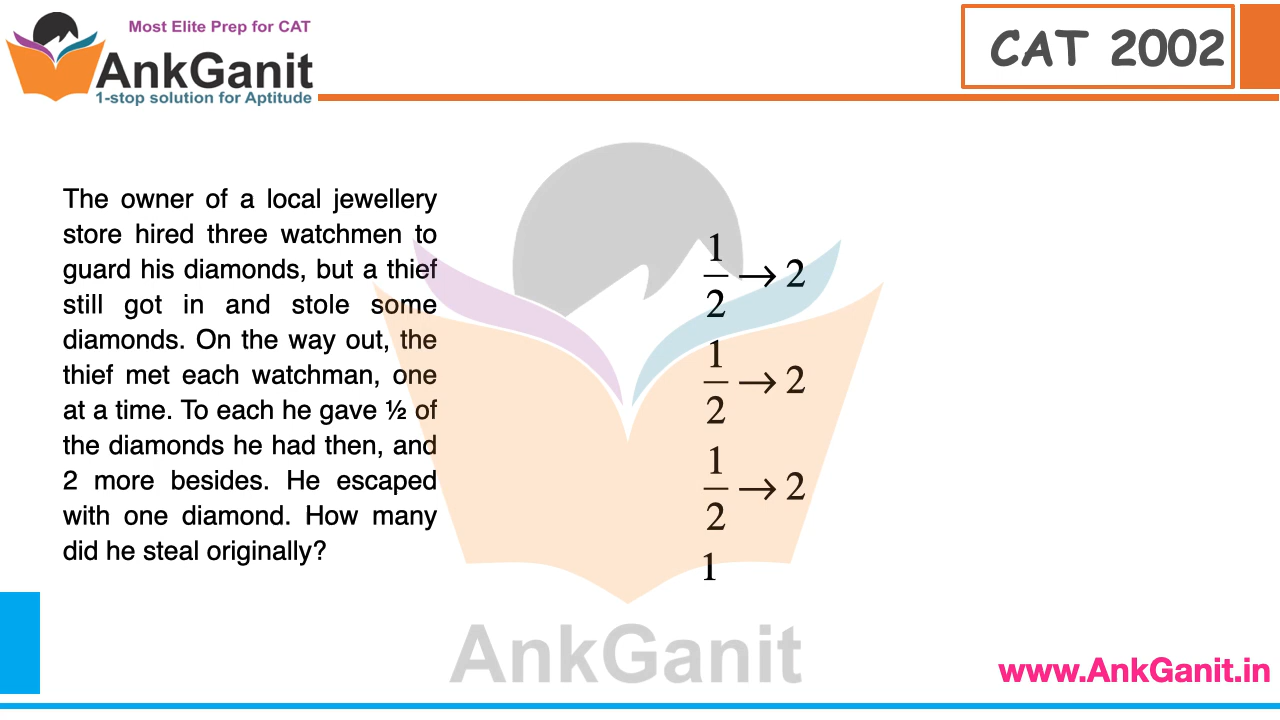 Most Elite Prep for CAT
AnkGanit
1-stop solution for Aptitude
CAT 2002
The owner of a local jewellery
store hired three watchmen to
guard his diamonds, but a thief
still got in and stole some
diamonds. On the way out, the
thief met each watchman, one
at a time. To each he gave ½ of
the diamonds he had then, and
2 more besides. He escaped
with one diamond. How many
did he steal originally?
1/2 → 2
1/2 → 2
1/2 → 2
1
AnkGanit
www.AnkGanit.in